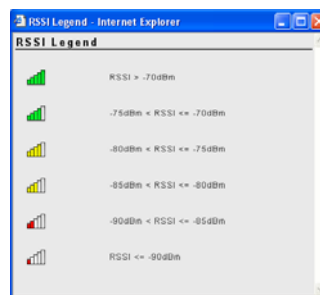 RSSI Legend - Internet Explorer
RSSI Legend
RSSI > -70dBm
-75dBm < RSSI <= -70dBm
-80dBm < RSSI <= -75dBm
-85dBm < RSSI <= -80dBm
-90dBm < RSSI <= -85dBm
RSSI <= -90dBm